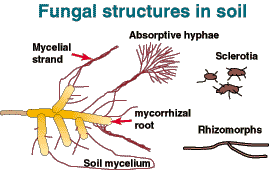 Fungal structures in soil
Absorptive hyphae
Mycelial
strand
Sclerotia
mycorrhizal
root
Rhizomorphs
Soil mycelium